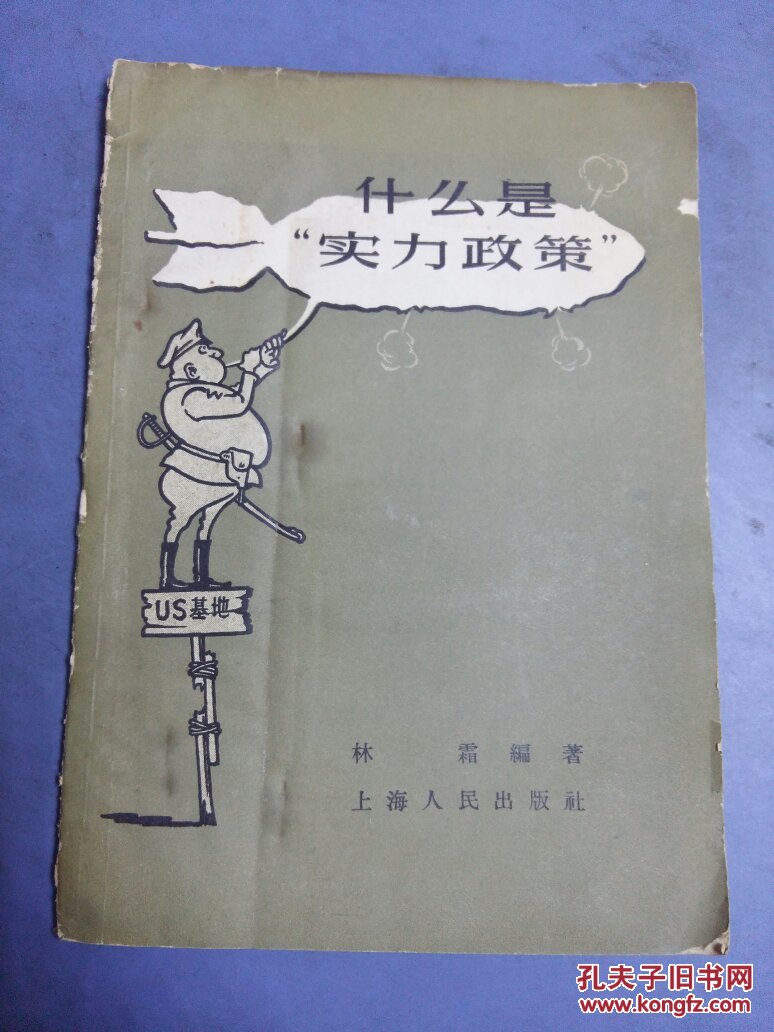 什么是
“实力政策”
US基地
林 霜 編 著
上海人民出版社
孔夫子旧书网
www.kongfz.com